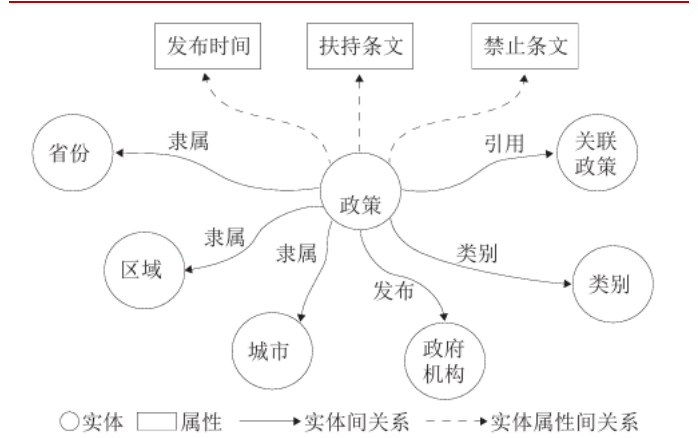 发布时间 扶持条文 禁止条文
隶属 引用
省份 关联
政策
政策
隶属 隶属 类别
区域 发布 类别
城市 政府
机构
实体 属性 实体间关系 实体属性间关系